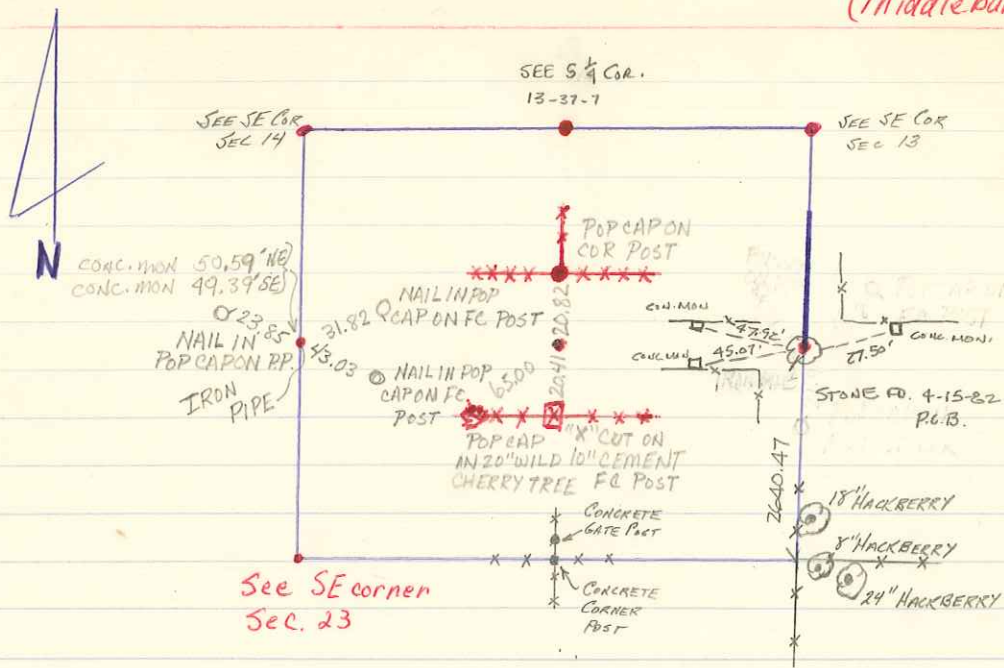 (Middlebu
SEE S 1/4 COR.
13-37-7
SEE SE COR
SEC 14
SEE SE COR
SEC 13
N
POP CAP ON
COR POST
CONC. MON 50.59' NE)
CONC. MON 49.39' SE)
23.85
NAIL IN
POP CAP ON P.P.
IRON
PIPE
31.82
NAIL IN POP
CAP ON FC POST
43.03
NAIL IN POP
CAP ON FC
POST
20.82
20.41
65.00
POP CAP
AN 20" WILD
CHERRY TREE
"X" CUT ON
10" CEMENT
FC POST
CON. MON
47.92'
CONC MON
45.07'
27.50'
CONC. MON.
STONE FD. 4-15-82
P.G.B.
2640.47
18" HACKBERRY
8" HACKBERRY
24" HACKBERRY
CONCRETE
GATE POST
CONCRETE
CORNER
POST
See SE corner
Sec. 23